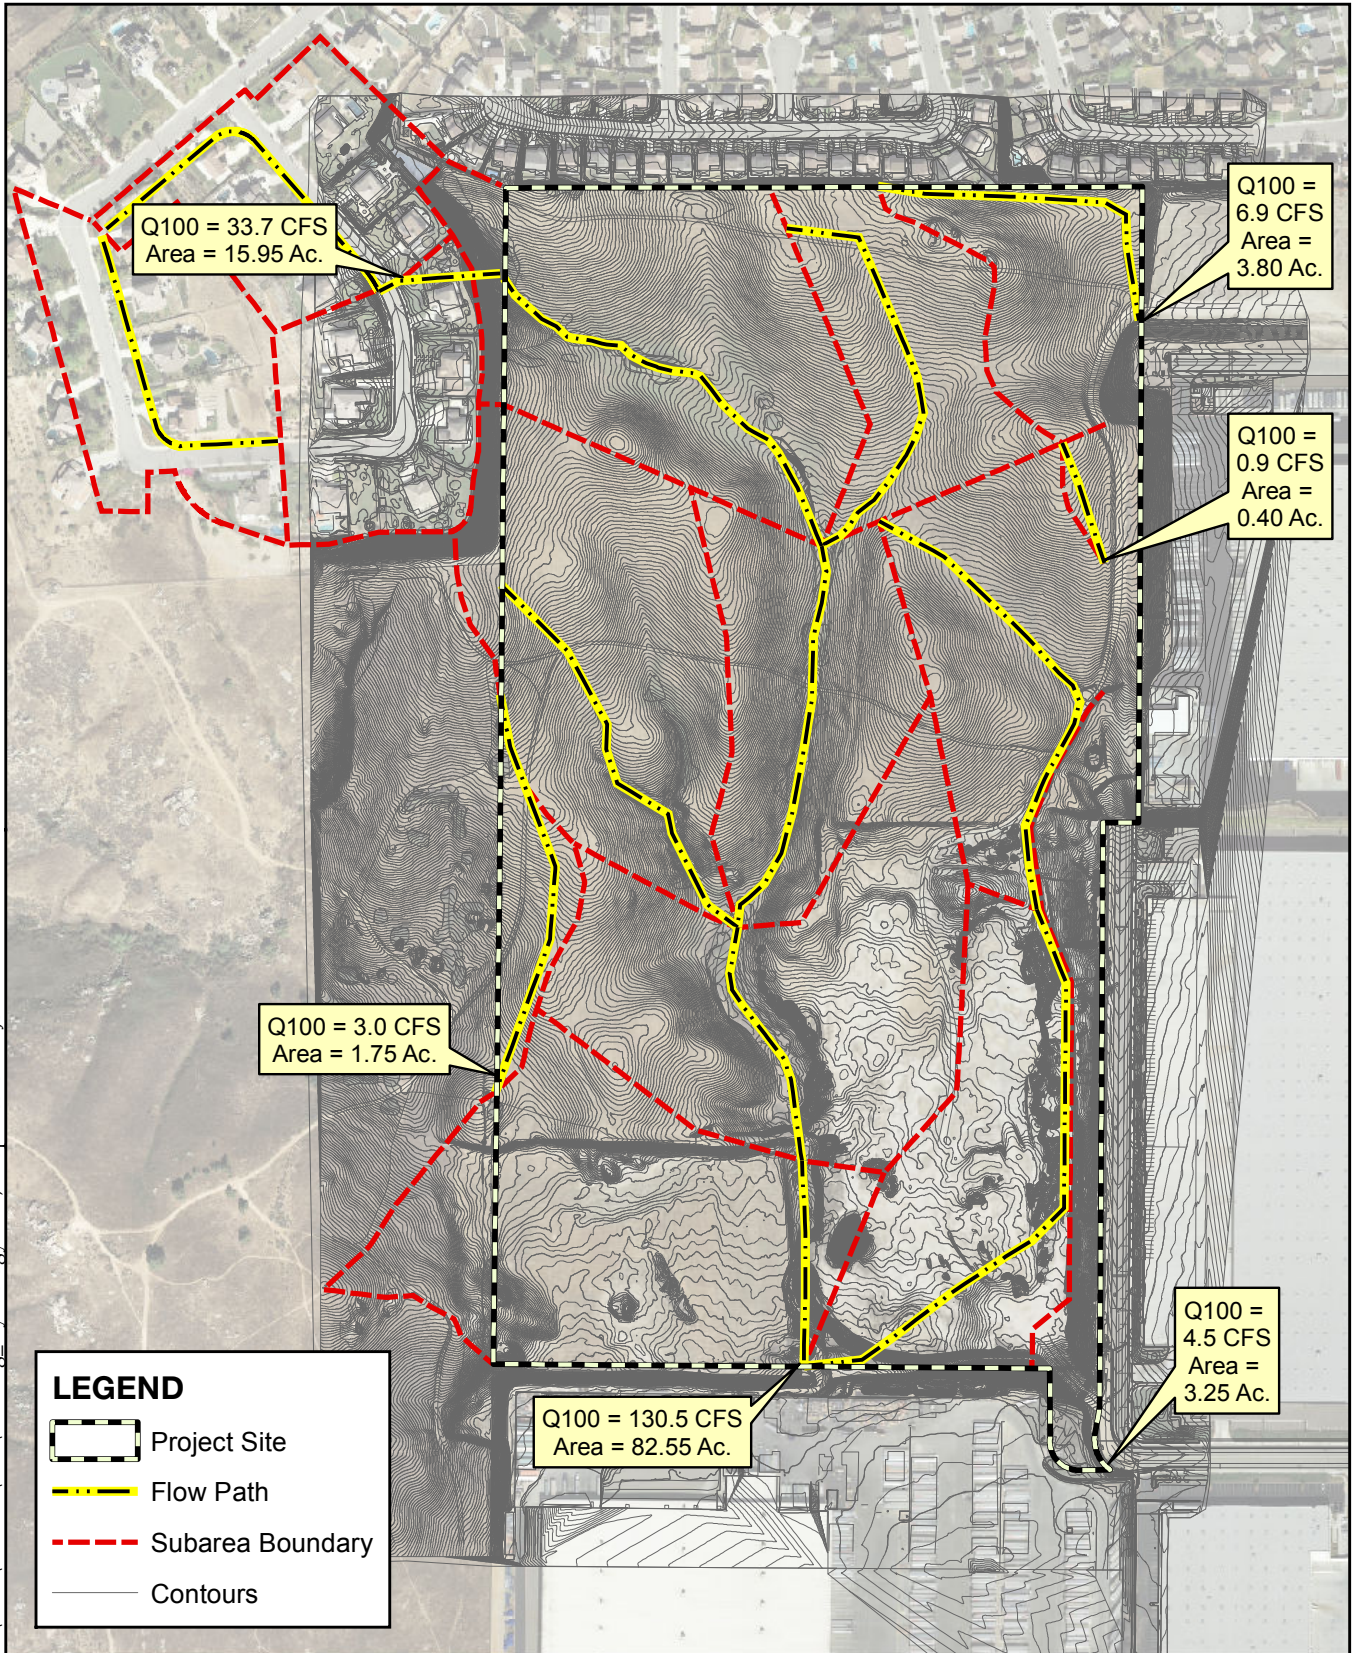 Q100 = 33.7 CFS
Area = 15.95 Ac.
Q100 =
6.9 CFS
Area =
3.80 Ac.
Q100 =
0.9 CFS
Area =
0.40 Ac.
Q100 = 3.0 CFS
Area = 1.75 Ac.
Q100 =
4.5 CFS
Area =
3.25 Ac.
Q100 = 130.5 CFS
Area = 82.55 Ac.
LEGEND
Project Site
Flow Path
Subarea Boundary
Contours